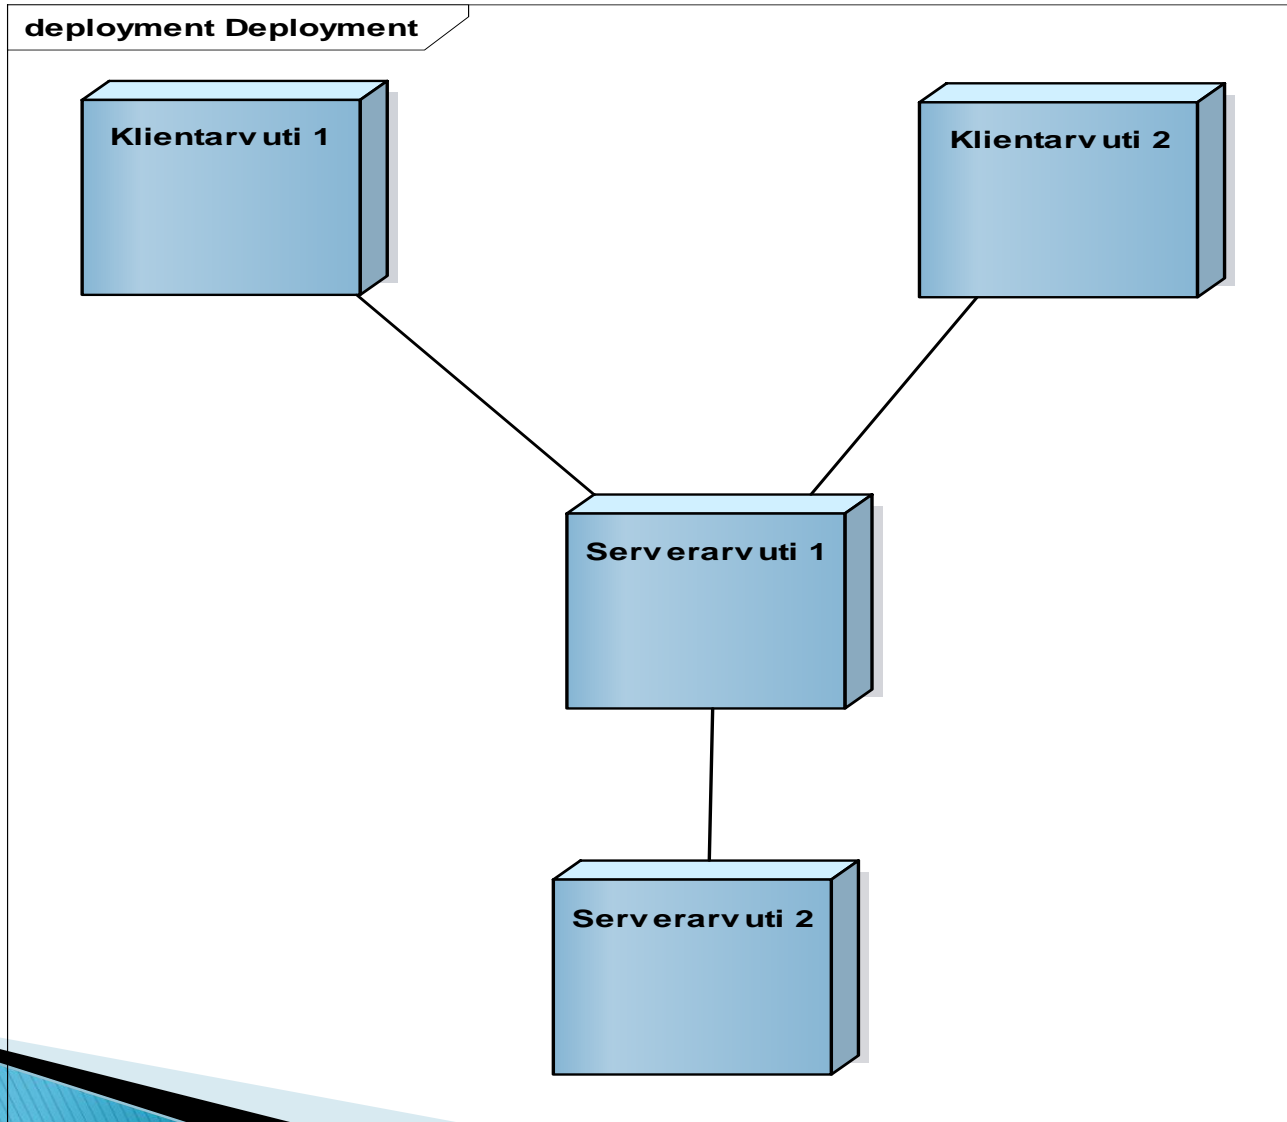 deployment Deployment
Klientarvuti 1
Klientarvuti 2
Serverarvuti 1
Serverarvuti 2